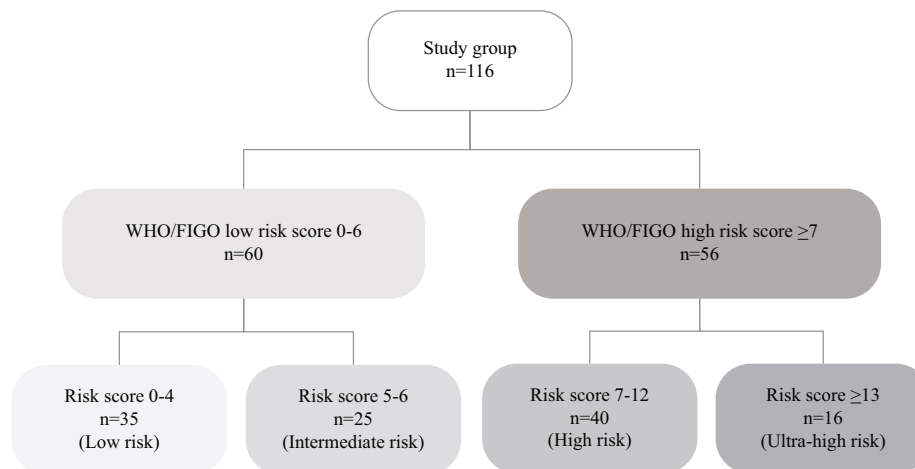 Study group
n=116
WHO/FIGO low risk score 0-6
n=60
WHO/FIGO high risk score ≥7
n=56
Risk score 0-4
n=35
(Low risk)
Risk score 5-6
n=25
(Intermediate risk)
Risk score 7-12
n=40
(High risk)
Risk score ≥13
n=16
(Ultra-high risk)